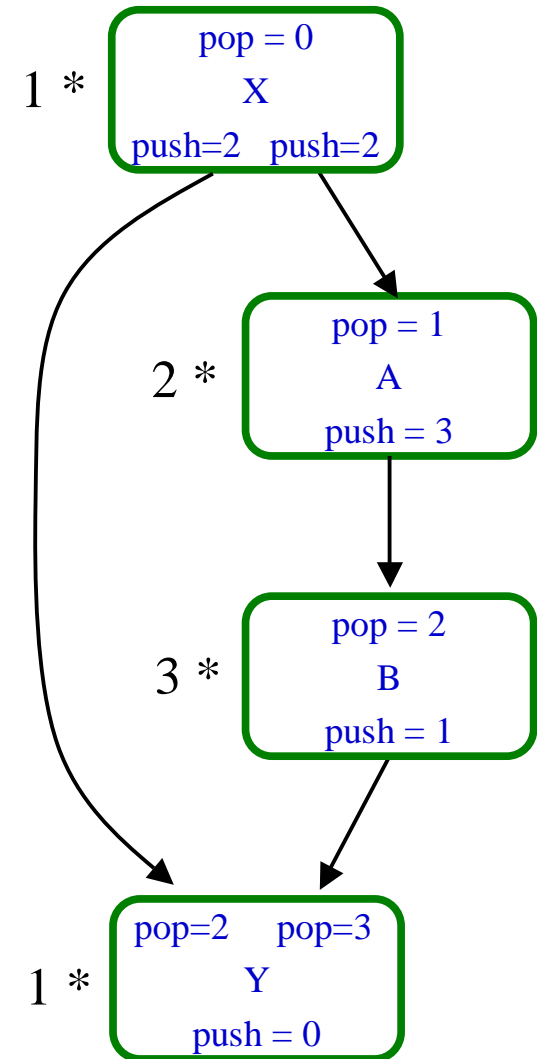 pop = 0
1 *
X
push=2 push=2
pop = 1
2 *
A
push = 3
pop = 2
3 *
B
push = 1
pop=2 pop=3
1 *
Y
push = 0